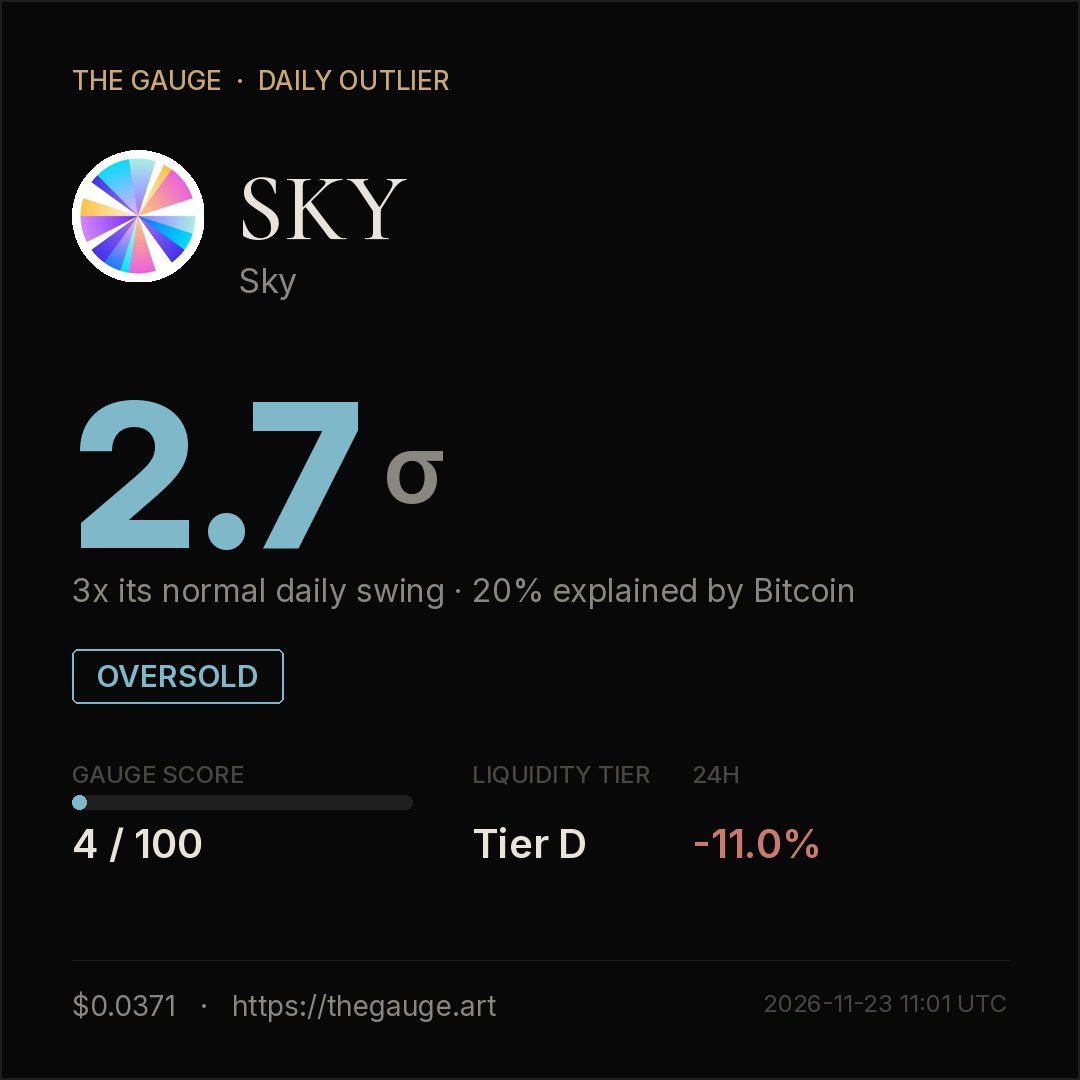 THE GAUGE · DAILY OUTLIER
SKY
Sky
2.7 σ
3x its normal daily swing · 20% explained by Bitcoin
OVERSOLD
GAUGE SCORE LIQUIDITY TIER 24H
4 / 100 Tier D -11.0%
$0.0371 · https://thegauge.art 2026-11-23 11:01 UTC